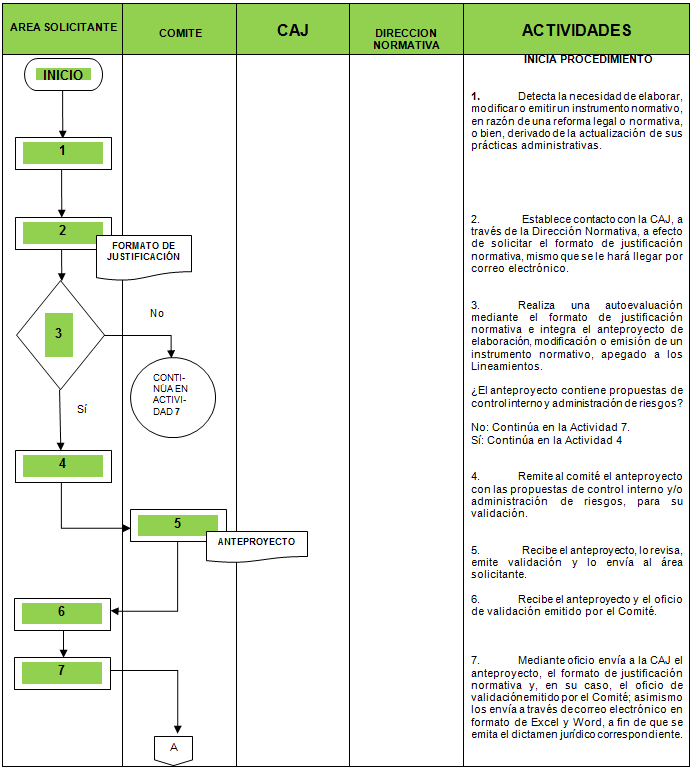 AREA SOLICITANTE
COMITE
CAJ
DIRECCION
NORMATIVA
ACTIVIDADES
INICIO
1
2
FORMATO DE
JUSTIFICACIÓN
3
No
CONTI-
NÚA EN
ACTIVI-
DAD 7
Sí
4
5
ANTEPROYECTO
6
7
A
INICIA PROCEDIMIENTO
1. Detecta la necesidad de elaborar,
modificar o emitir un instrumento normativo,
en razón de una reforma legal o normativa,
o bien, derivado de la actualización de sus
prácticas administrativas.
2. Establece contacto con la CAJ, a
través de la Dirección Normativa, a efecto
de solicitar el formato de justificación
normativa, mismo que se le hará llegar por
correo electrónico.
3. Realiza una autoevaluación
mediante el formato de justificación
normativa e integra el anteproyecto de
elaboración, modificación o emisión de un
instrumento normativo, apegado a los
Lineamientos.
¿El anteproyecto contiene propuestas de
control interno y administración de riesgos?
No: Continúa en la Actividad 7.
Sí: Continúa en la Actividad 4
4. Remite al comité el anteproyecto
con las propuestas de control interno y/o
administración de riesgos, para su
validación.
5. Recibe el anteproyecto, lo revisa,
emite validación y lo envía al área
solicitante.
6. Recibe el anteproyecto y el oficio
de validación emitido por el Comité.
7. Mediante oficio envía a la CAJ el
anteproyecto, el formato de justificación
normativa y, en su caso, el oficio de
validación emitido por el Comité; asimismo
los envía a través de correo electrónico en
formato de Excel y Word, a fin de que se
emita el dictamen jurídico correspondiente.